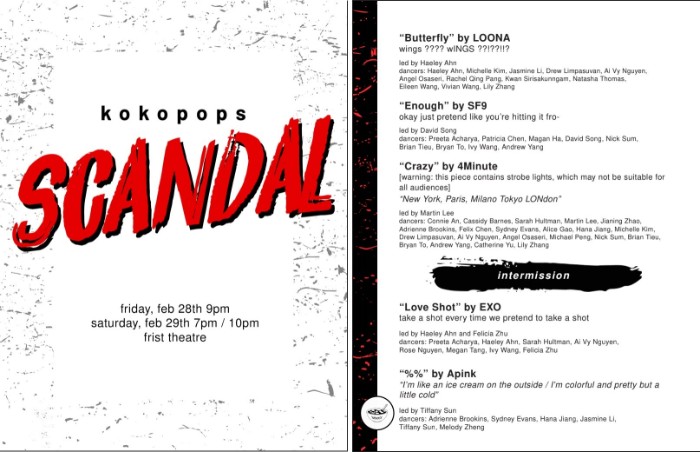 kokopops
SCANDAL
friday, feb 28th 9pm
saturday, feb 29th 7pm / 10pm
frist theatre
“Butterfly” by LOONA
wings ???? wINGS ??!??!!?
led by Haeley Ahn
dancers: Haeley Ahn, Michelle Kim, Jasmine Li, Drew Limpasuvan, Ai Vy Nguyen,
Angel Osaseri, Rachel Qing Pang, Kwan Sirisakunngam, Natasha Thomas,
Eileen Wang, Vivian Wang, Lily Zhang
“Enough” by SF9
okay just pretend like you're hitting it fro-
led by David Song
dancers: Preeta Acharya, Patricia Chen, Magan Ha, David Song, Nick Sum,
Brian Tieu, Bryan To, Ivy Wang, Andrew Yang
“Crazy” by 4Minute
[warning: this piece contains strobe lights, which may not be suitable for
all audiences]
“New York, Paris, Milano Tokyo LONdon”
led by Martin Lee
dancers: Connie An, Cassidy Barnes, Sarah Hultman, Martin Lee, Jianing Zhao,
Adrienne Brookins, Felix Chen, Sydney Evans, Alice Gao, Hana Jiang, Michelle Kim,
Drew Limpasuvan, Ai Vy Nguyen, Angel Osaseri, Michael Peng, Nick Sum, Brian Tieu,
Bryan To, Andrew Yang, Catherine Yu, Lily Zhang
intermission
“Love Shot” by EXO
take a shot every time we pretend to take a shot
led by Haeley Ahn and Felicia Zhu
dancers: Preeta Acharya, Haeley Ahn, Sarah Hultman, Ai Vy Nguyen,
Rose Nguyen, Megan Tang, Ivy Wang, Felicia Zhu
“%%” by Apink
“I'm like an ice cream on the outside / I'm colorful and pretty but a
little cold”
led by Tiffany Sun
dancers: Adrienne Brookins, Sydney Evans, Hana Jiang, Jasmine Li,
Tiffany Sun, Melody Zheng